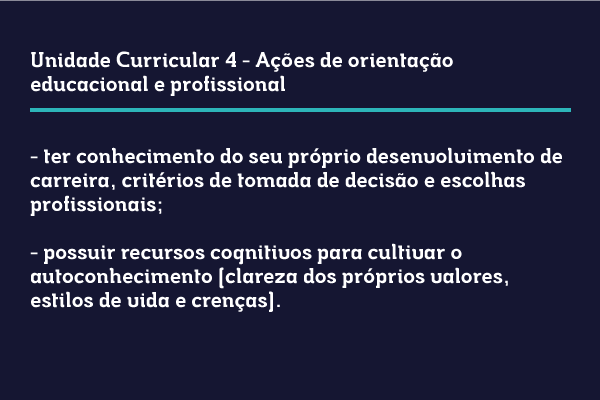 Unidade Curricular 4 - Ações de orientação
educacional e profissional
- ter conhecimento do seu próprio desenvolvimento de
carreira, critérios de tomada de decisão e escolhas
profissionais;
- possuir recursos cognitivos para cultivar o
autoconhecimento [clareza dos próprios valores,
estilos de vida e crenças].